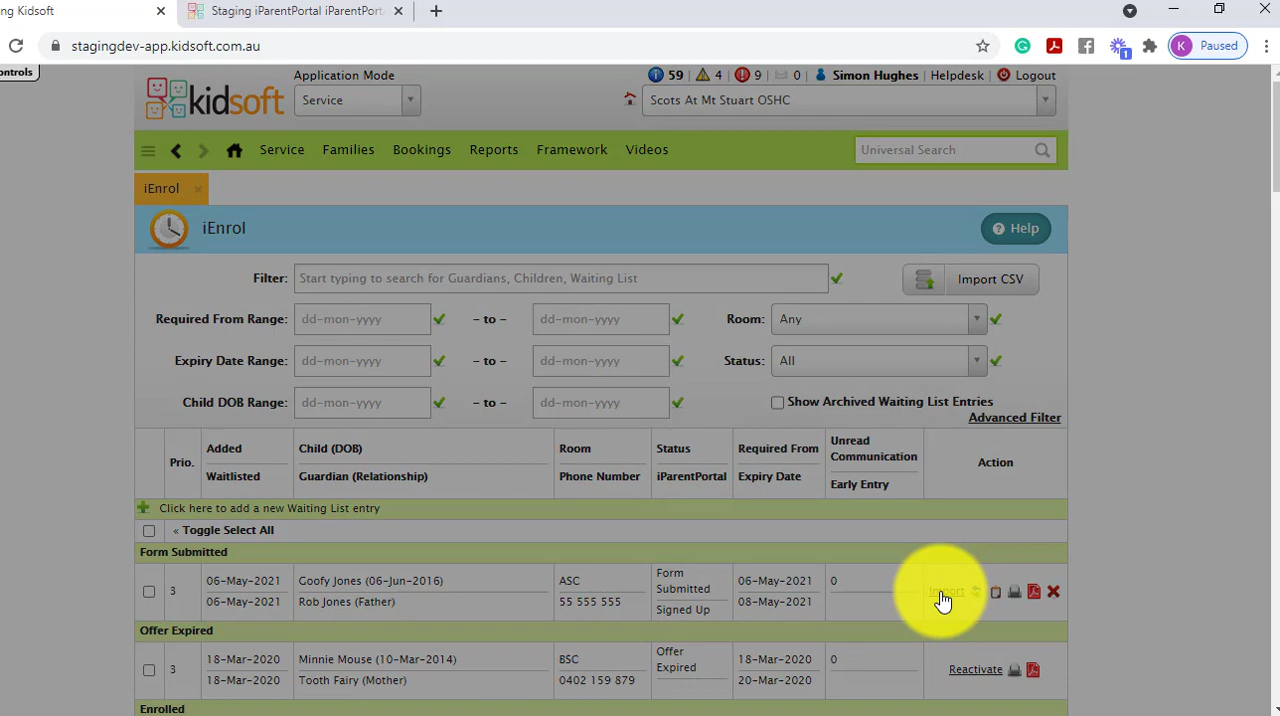 ng Kidsoft
Staging iParentPortal iParentPort
stagingdev-app.kidsoft.com.au
1
K Paused
ontrols
kidsoft
Application Mode
Service
59 4 9 0 Simon Hughes Helpdesk Logout
Scots At Mt Stuart OSHC
Service Families Bookings Reports Framework Videos
Universal Search
iEnrol
iEnrol
Help
Filter: Start typing to search for Guardians, Children, Waiting List
Import CSV
Required From Range: dd-mon-yyyy – to – dd-mon-yyyy Room: Any
Expiry Date Range: dd-mon-yyyy – to – dd-mon-yyyy Status: All
Child DOB Range: dd-mon-yyyy – to – dd-mon-yyyy Show Archived Waiting List Entries
Advanced Filter
Prio. Added Child (DOB) Room Status Required From Unread Communication Action
Waitlisted Guardian (Relationship) Phone Number iParentPortal Expiry Date Early Entry
Click here to add a new Waiting List entry
« Toggle Select All
Form Submitted
3 06-May-2021 Goofy Jones (06-Jun-2016) ASC Form Submitted 06-May-2021 0 Import
06-May-2021 Rob Jones (Father) 55 555 555 Signed Up 08-May-2021
Offer Expired
3 18-Mar-2020 Minnie Mouse (10-Mar-2014) BSC Offer Expired 18-Mar-2020 0 Reactivate
18-Mar-2020 Toth Fairy (Mother) 0402 159 879 20-Mar-2020
Enrolled